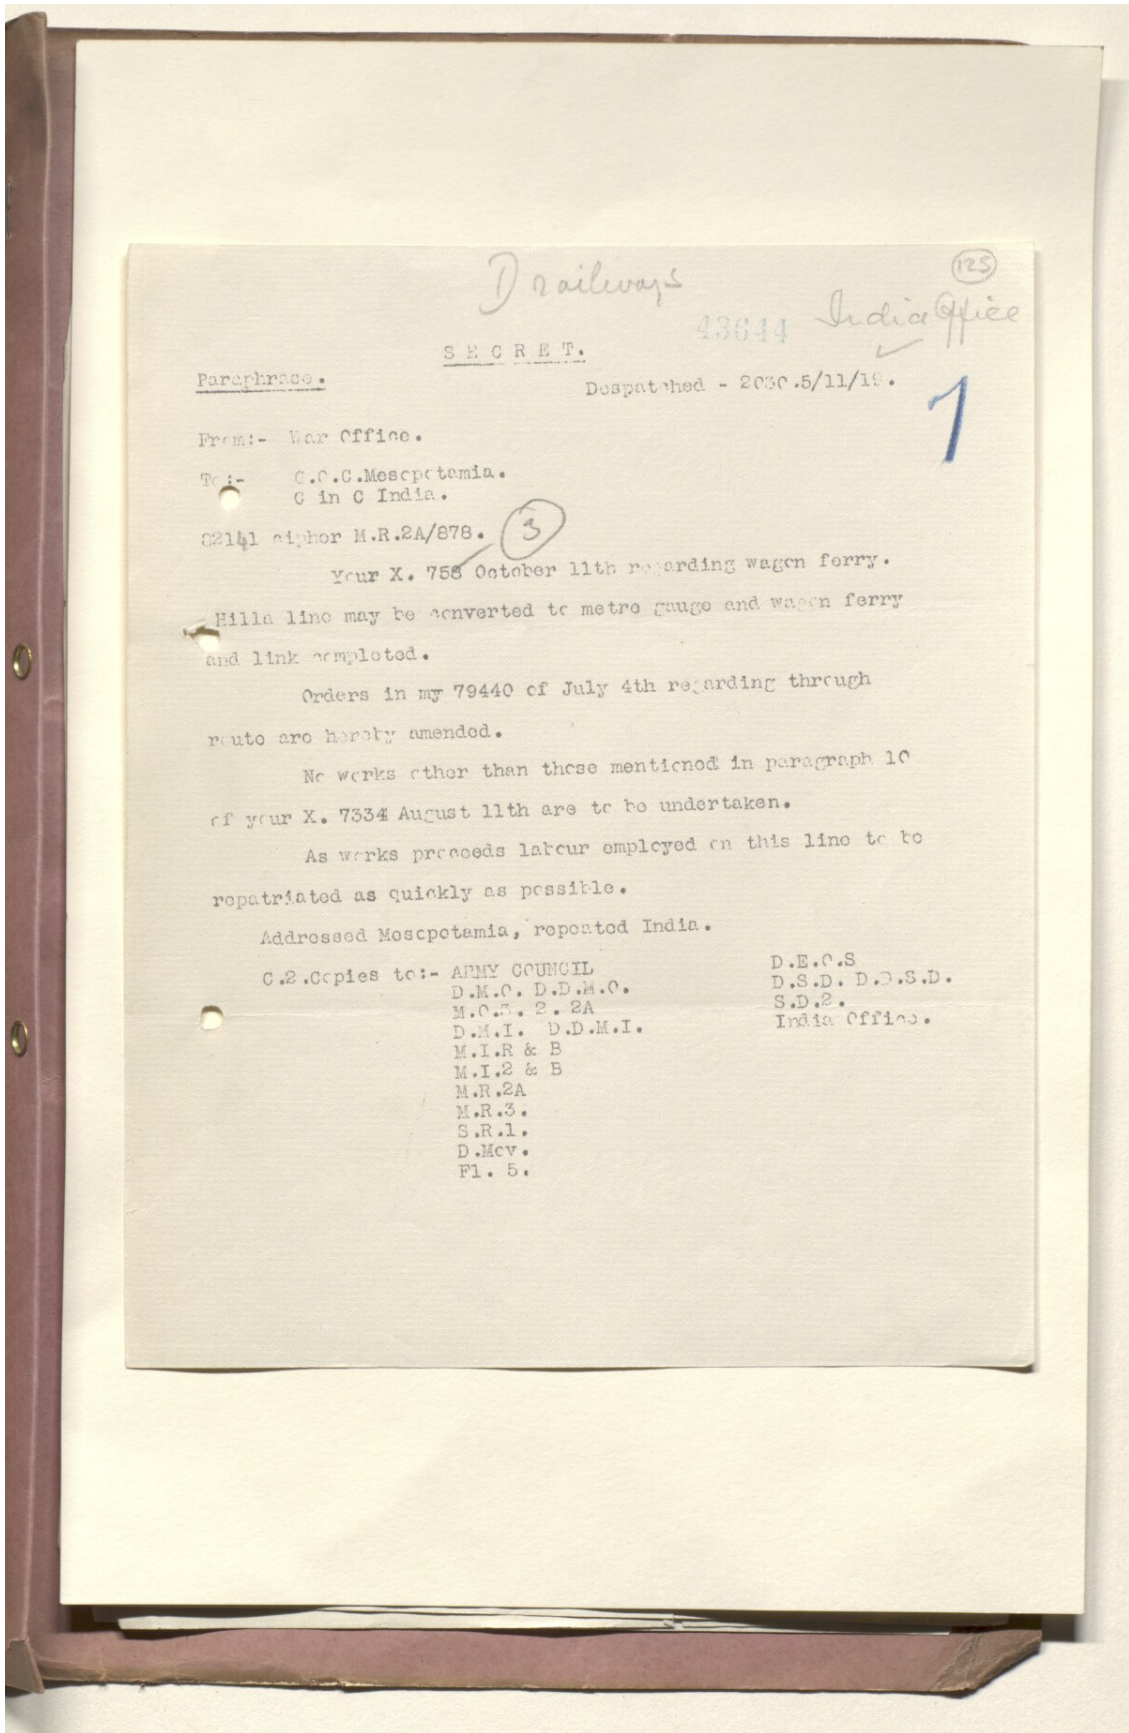 D railways
125
India Office
43644
SECRET.
Paraphrase.
Despatched - 2030.5/11/19.
1
From:- War Office.
To:- G.O.C.Mesopotamia.
C in C India.
82141 cipher M.R.2A/878.
3
Your X. 758 October 11th regarding wagon ferry.
Hilla line may be converted to metre gauge and wagon ferry
and link completed.
Orders in my 79440 of July 4th regarding through
route are hereby amended.
No works other than those mentioned in paragraph 10
of your X. 7334 August 11th are to be undertaken.
As works proceeds labour employed on this line to be
repatriated as quickly as possible.
Addressed Mesopotamia, repeated India.
C.2.Copies to:- ARMY COUNCIL
D.M.O. D.D.M.O.
M.O.3. 2. 2A
D.M.I. D.D.M.I.
M.I.R & B
M.I.2 & B
M.R.2A
M.R.3.
S.R.1.
D.Mov.
F1. 5.
D.E.O.S
D.S.D. D.D.S.D.
S.D.2.
India Office.